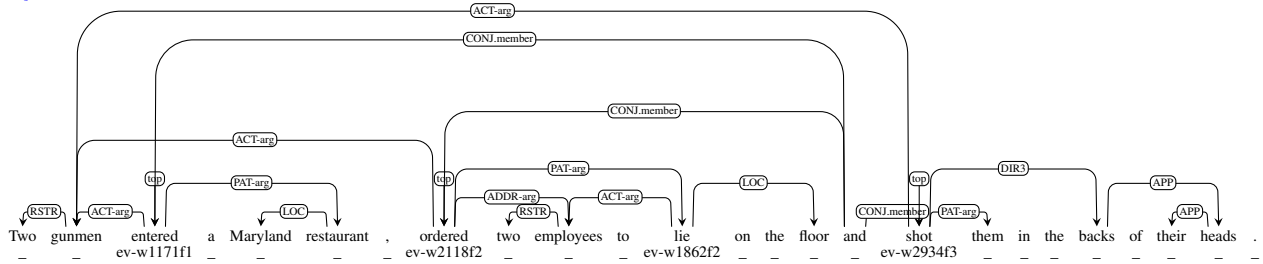 ACT-arg
CONJ.member
CONJ.member
ACT-arg
PAT-arg DIR3
top PAT-arg top ADDR-arg ACT-arg LOC top APP
RSTR ACT-arg LOC RSTR CONJ.member PAT-arg APP
Two gunmen entered a Maryland restaurant , ordered two employees to lie on the floor and shot them in the backs of their heads .
_ _ ev-w1171f1 _ _ _ _ ev-w2118f2 _ _ _ ev-w1862f2 _ _ _ _ ev-w2934f3 _ _ _ _ _ _ _ _